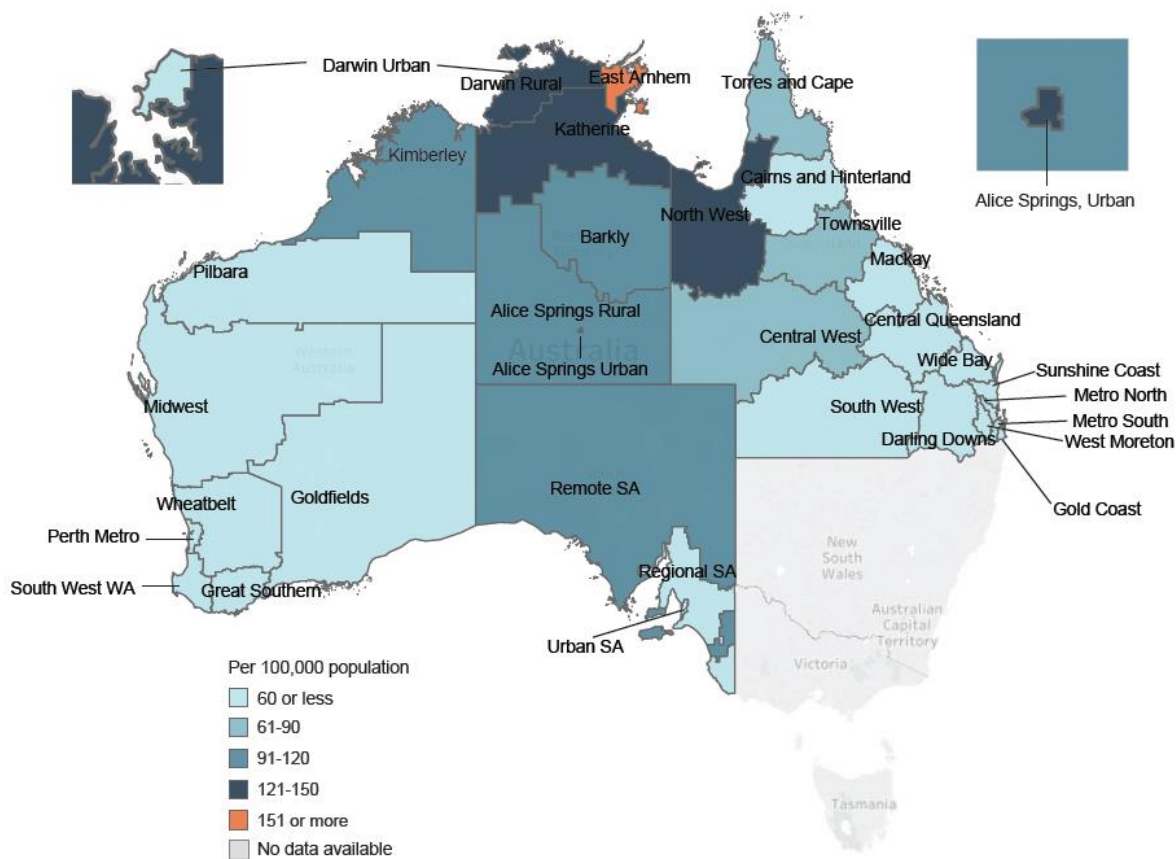 Darwin Urban
Darwin Rural
East Arnhem
Torres and Cape
Katherine
Kimberley
Cairns and Hinterland
Alice Springs, Urban
North West
Townsville
Barkly
Mackay
Pilbara
Alice Springs Rural
Central Queensland
Central West
Australia
Western
Australia
Wide Bay
Alice Springs Urban
Sunshine Coast
Metro North
Midwest
South West
Metro South
Darling Downs
West Moreton
Remote SA
Wheatbelt
Goldfields
Gold Coast
Perth Metro
New
South
Wales
Regional SA
South West WA
Great Southern
Australian
Capital
Territory
Urban SA
Victoria
Per 100,000 population
60 or less
61-90
91-120
121-150
151 or more
No data available
Tasmania